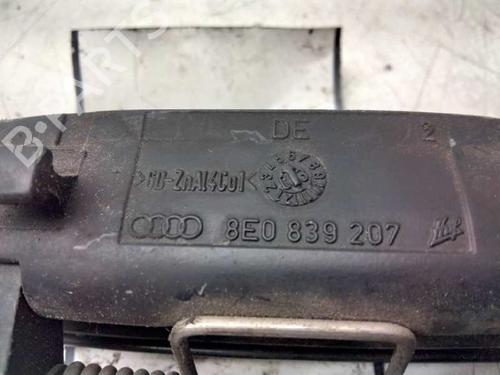 B-PARTS
DE 2
>GD-ZnAl4Cu1<
8E0 839 207